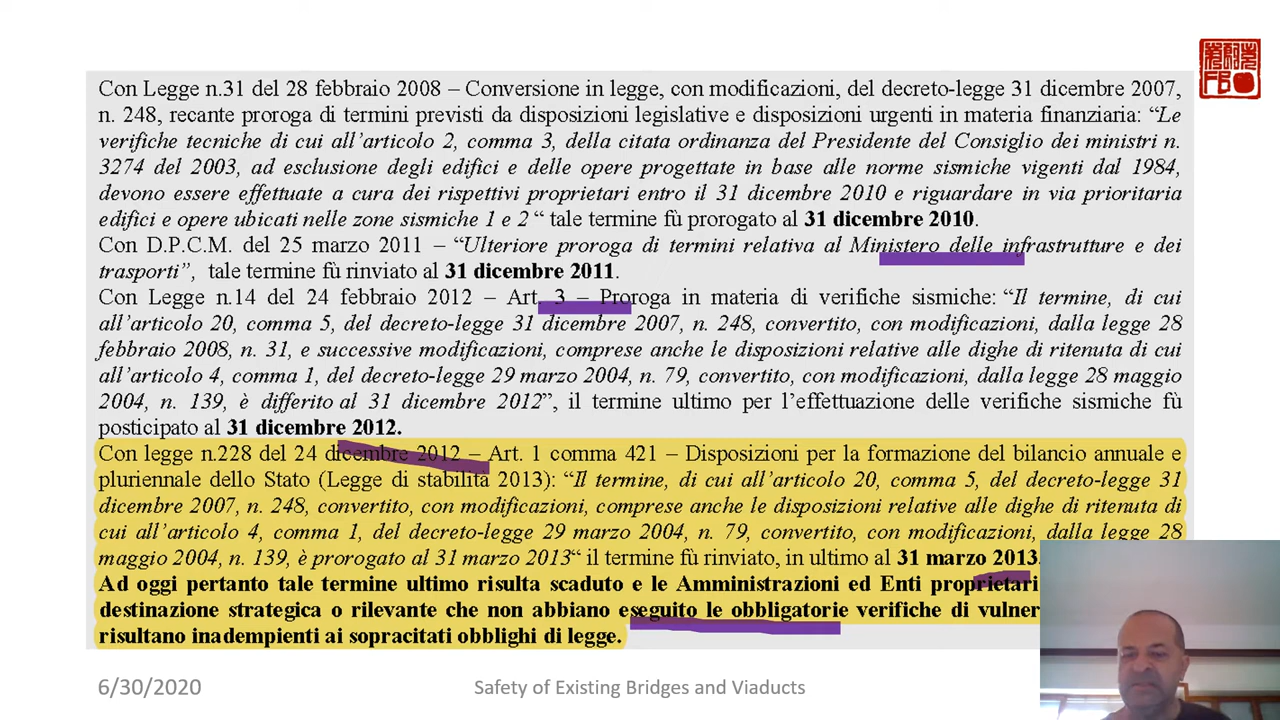 Con Legge n.31 del 28 febbraio 2008 – Conversione in legge, con modificazioni, del decreto-legge 31 dicembre 2007,
n. 248, recante proroga di termini previsti da disposizioni legislative e disposizioni urgenti in materia finanziaria: “Le
verifiche tecniche di cui all’articolo 2, comma 3, della citata ordinanza del Presidente del Consiglio dei ministri n.
3274 del 2003, ad esclusione degli edifici e delle opere progettate in base alle norme sismiche vigenti dal 1984,
devono essere effettuate a cura dei rispettivi proprietari entro il 31 dicembre 2010 e riguardare in via prioritaria
edifici e opere ubicati nelle zone sismiche 1 e 2 “ tale termine fù prorogato al 31 dicembre 2010.
Con D.P.C.M. del 25 marzo 2011 – “Ulteriore proroga di termini relativa al Ministero delle infrastrutture e dei
trasporti”, tale termine fù rinviato al 31 dicembre 2011.
Con Legge n.14 del 24 febbraio 2012 – Art. 3 – Proroga in materia di verifiche sismiche: “Il termine, di cui
all’articolo 20, comma 5, del decreto-legge 31 dicembre 2007, n. 248, convertito, con modificazioni, dalla legge 28
febbraio 2008, n. 31, e successive modificazioni, comprese anche le disposizioni relative alle dighe di ritenuta di cui
all’articolo 4, comma 1, del decreto-legge 29 marzo 2004, n. 79, convertito, con modificazioni, dalla legge 28 maggio
2004, n. 139, è differito al 31 dicembre 2012”, il termine ultimo per l’effettuazione delle verifiche sismiche fù
posticipato al 31 dicembre 2012.
Con legge n.228 del 24 dicembre 2012 – Art. 1 comma 421 – Disposizioni per la formazione del bilancio annuale e
pluriennale dello Stato (Legge di stabilità 2013): “Il termine, di cui all’articolo 20, comma 5, del decreto-legge 31
dicembre 2007, n. 248, convertito, con modificazioni, comprese anche le disposizioni relative alle dighe di ritenuta di
cui all’articolo 4, comma 1, del decreto-legge 29 marzo 2004, n. 79, convertito, con modificazioni, dalla legge 28
maggio 2004, n. 139, è prorogato al 31 marzo 2013“ il termine fù rinviato, in ultimo al 31 marzo 2013.
Ad oggi pertanto tale termine ultimo risulta scaduto e le Amministrazioni ed Enti proprietari
destinazione strategica o rilevante che non abbiano eseguito le obbligatorie verifiche di
risultano inadempienti ai sopracitati obblighi di legge.
6/30/2020
Safety of Existing Bridges and Viaducts